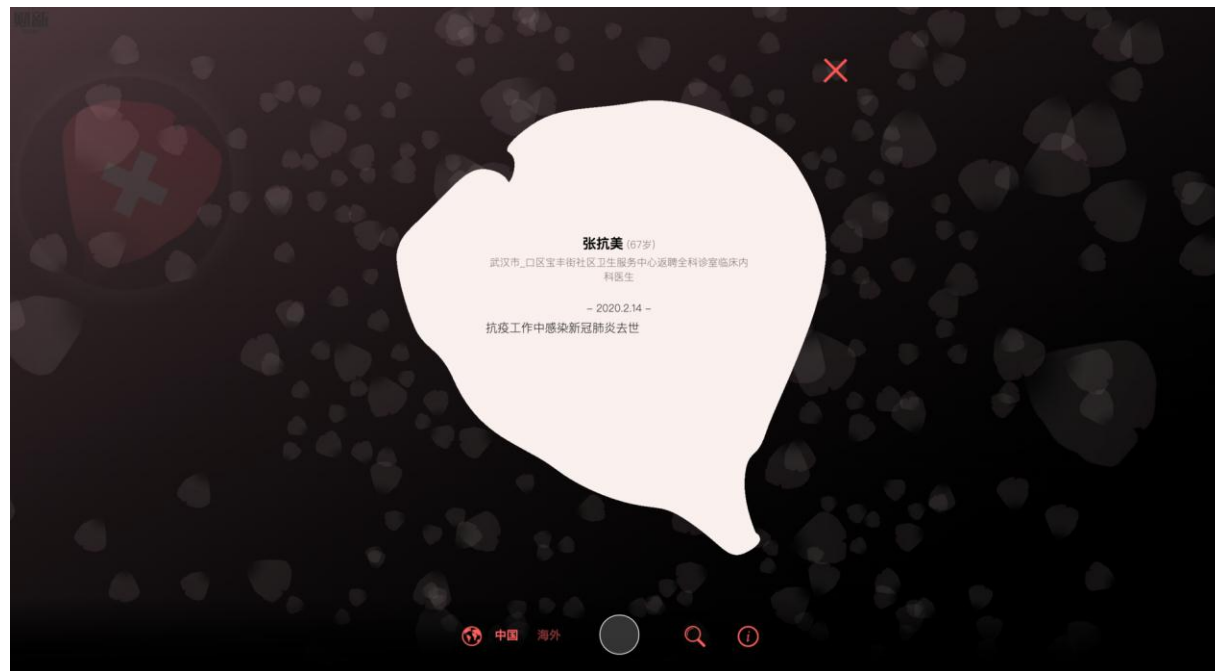 张抗美 (67岁)
武汉市_口区宝丰街社区卫生服务中心返聘全科诊室临床内
科医生
– 2020.2.14 –
抗疫工作中感染新冠肺炎去世
中国 海外